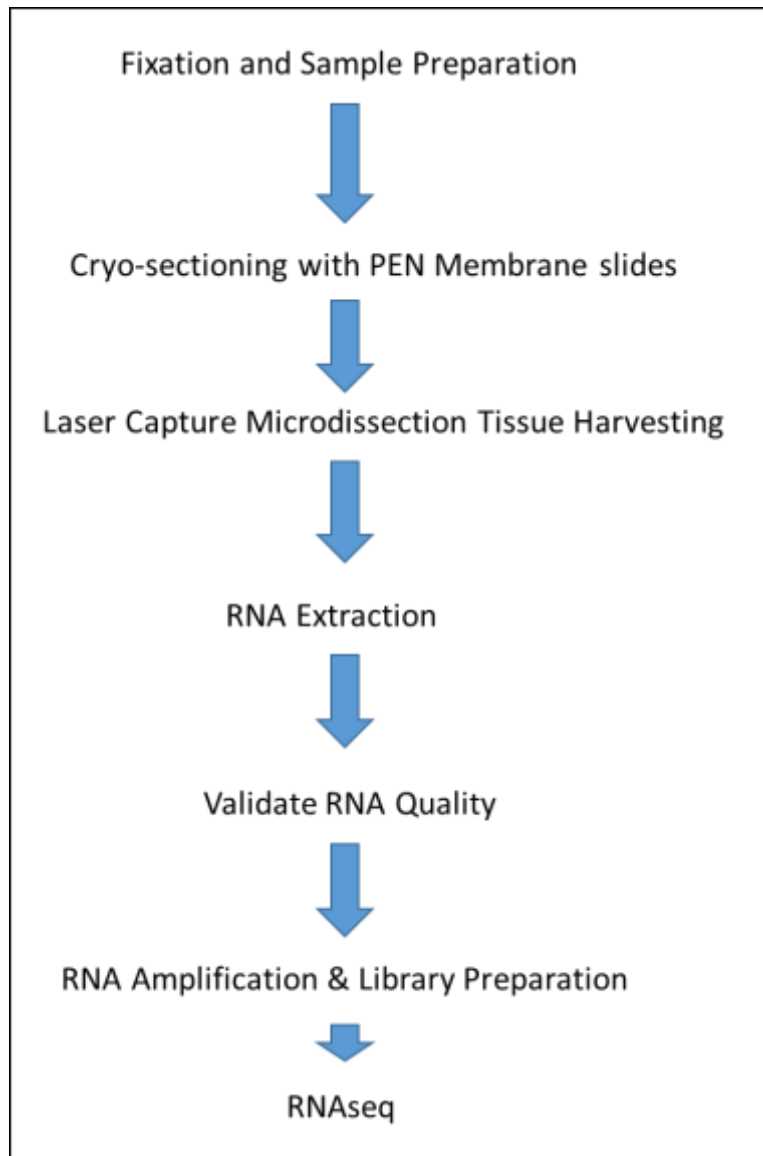 Fixation and Sample Preparation
Cryo-sectioning with PEN Membrane slides
Laser Capture Microdissection Tissue Harvesting
RNA Extraction
Validate RNA Quality
RNA Amplification & Library Preparation
RNAseq